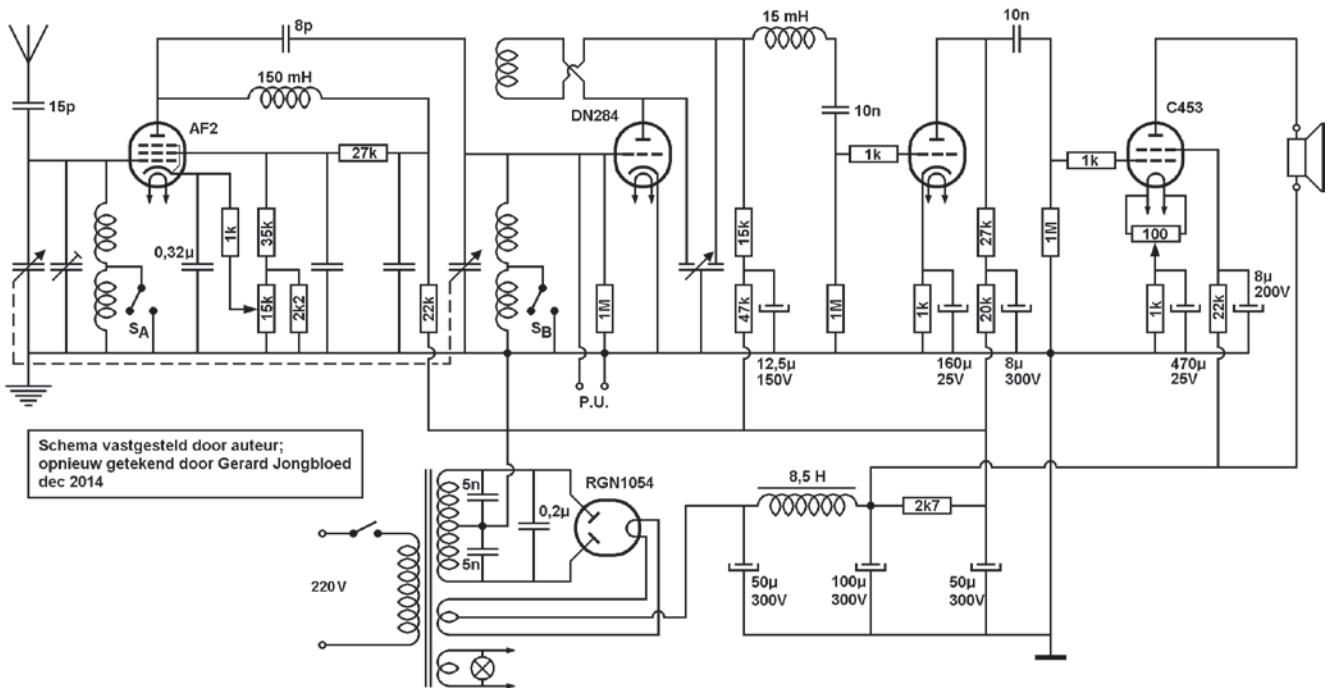 8p
15 mH
10n
150 mH
15p
AF2
DN284
10n
C453
27k
1k
1k
1k
35k
15k
27k
1M
100
0,32µ
8µ
200V
15k
2k2
22k
1M
47k
1M
1k
20k
1k
22k
SA
SB
12,5µ
150V
160µ
25V
8µ
300V
470µ
25V
P.U.
Schema vastgesteld door auteur;
opnieuw getekend door Gerard Jongbloed
dec 2014
5n
RGN1054
8,5 H
0,2µ
2k7
5n
220 V
50µ
300V
100µ
300V
50µ
300V